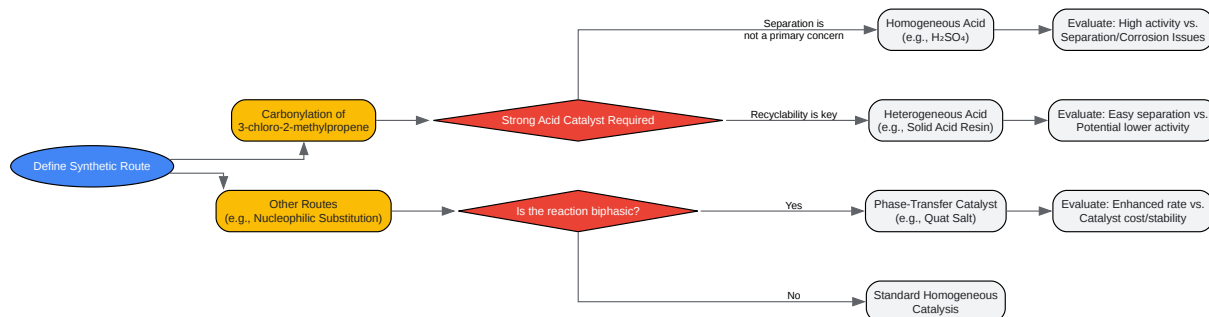 Separation is
not a primary concern
Homogeneous Acid
(e.g., H₂SO₄)
Evaluate: High activity vs.
Separation/Corrosion Issues
Carbonylation of
3-chloro-2-methylpropene
Strong Acid Catalyst Required
Recyclability is key
Heterogeneous Acid
(e.g., Solid Acid Resin)
Evaluate: Easy separation vs.
Potential lower activity
Define Synthetic Route
Other Routes
(e.g., Nucleophilic Substitution)
Is the reaction biphasic?
Yes
Phase-Transfer Catalyst
(e.g., Quat Salt)
Evaluate: Enhanced rate vs.
Catalyst cost/stability
No
Standard Homogeneous
Catalysis